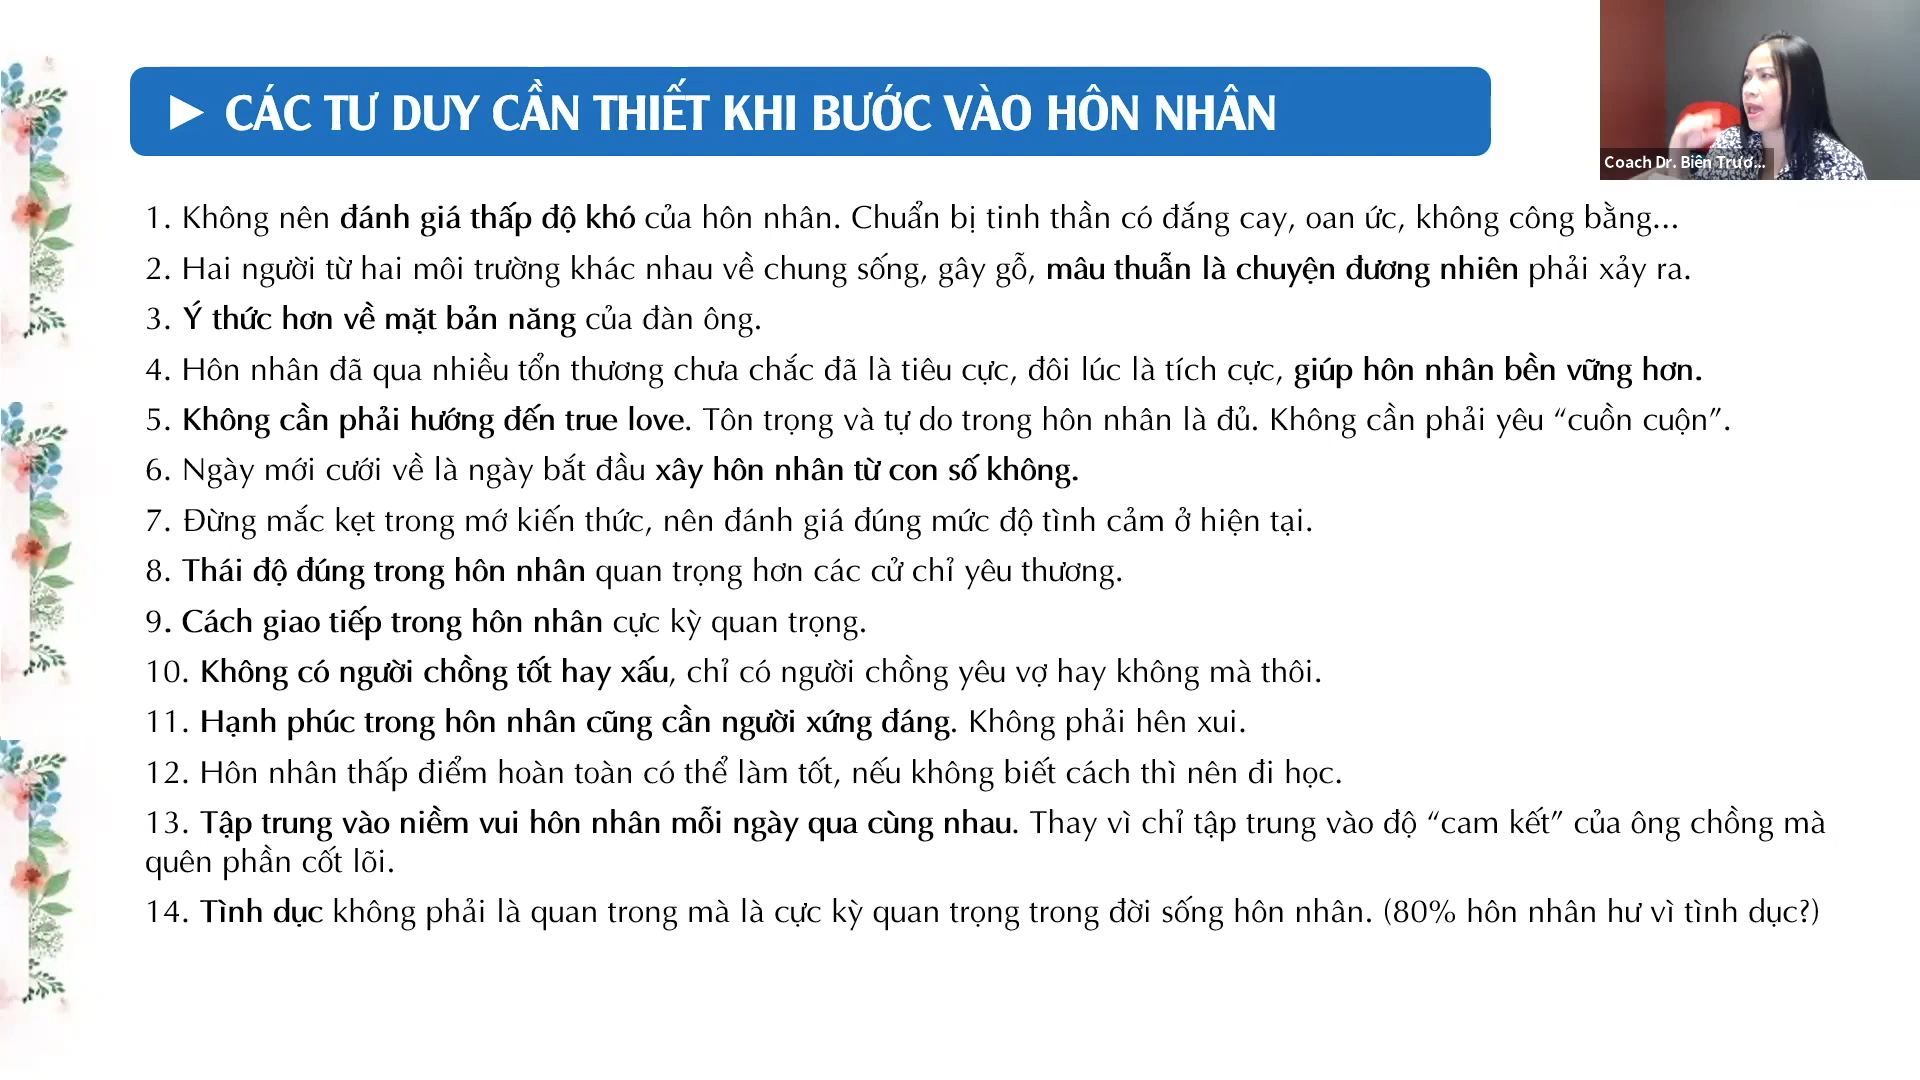 ► CÁC TƯ DUY CẦN THIẾT KHI BƯỚC VÀO HÔN NHÂN
Coach Dr. Biên Trươ...
1. Không nên đánh giá thấp độ khó của hôn nhân. Chuẩn bị tinh thần có đắng cay, oan ức, không công bằng...
2. Hai người từ hai môi trường khác nhau về chung sống, gây gỗ, mâu thuẫn là chuyện đương nhiên phải xảy ra.
3. Ý thức hơn về mặt bản năng của đàn ông.
4. Hôn nhân đã qua nhiều tổn thương chưa chắc đã là tiêu cực, đôi lúc là tích cực, giúp hôn nhân bền vững hơn.
5. Không cần phải hướng đến true love. Tôn trọng và tự do trong hôn nhân là đủ. Không cần phải yêu “cuồn cuộn”.
6. Ngày mới cưới về là ngày bắt đầu xây hôn nhân từ con số không.
7. Đừng mắc kẹt trong mớ kiến thức, nên đánh giá đúng mức độ tình cảm ở hiện tại.
8. Thái độ đúng trong hôn nhân quan trọng hơn các cử chỉ yêu thương.
9. Cách giao tiếp trong hôn nhân cực kỳ quan trọng.
10. Không có người chồng tốt hay xấu, chỉ có người chồng yêu vợ hay không mà thôi.
11. Hạnh phúc trong hôn nhân cũng cần người xứng đáng. Không phải hên xui.
12. Hôn nhân thấp điểm hoàn toàn có thể làm tốt, nếu không biết cách thì nên đi học.
13. Tập trung vào niềm vui hôn nhân mỗi ngày qua cùng nhau. Thay vì chỉ tập trung vào độ “cam kết” của ông chồng mà
quên phần cốt lõi.
14. Tình dục không phải là quan trong mà là cực kỳ quan trọng trong đời sống hôn nhân. (80% hôn nhân hư vì tình dục?)